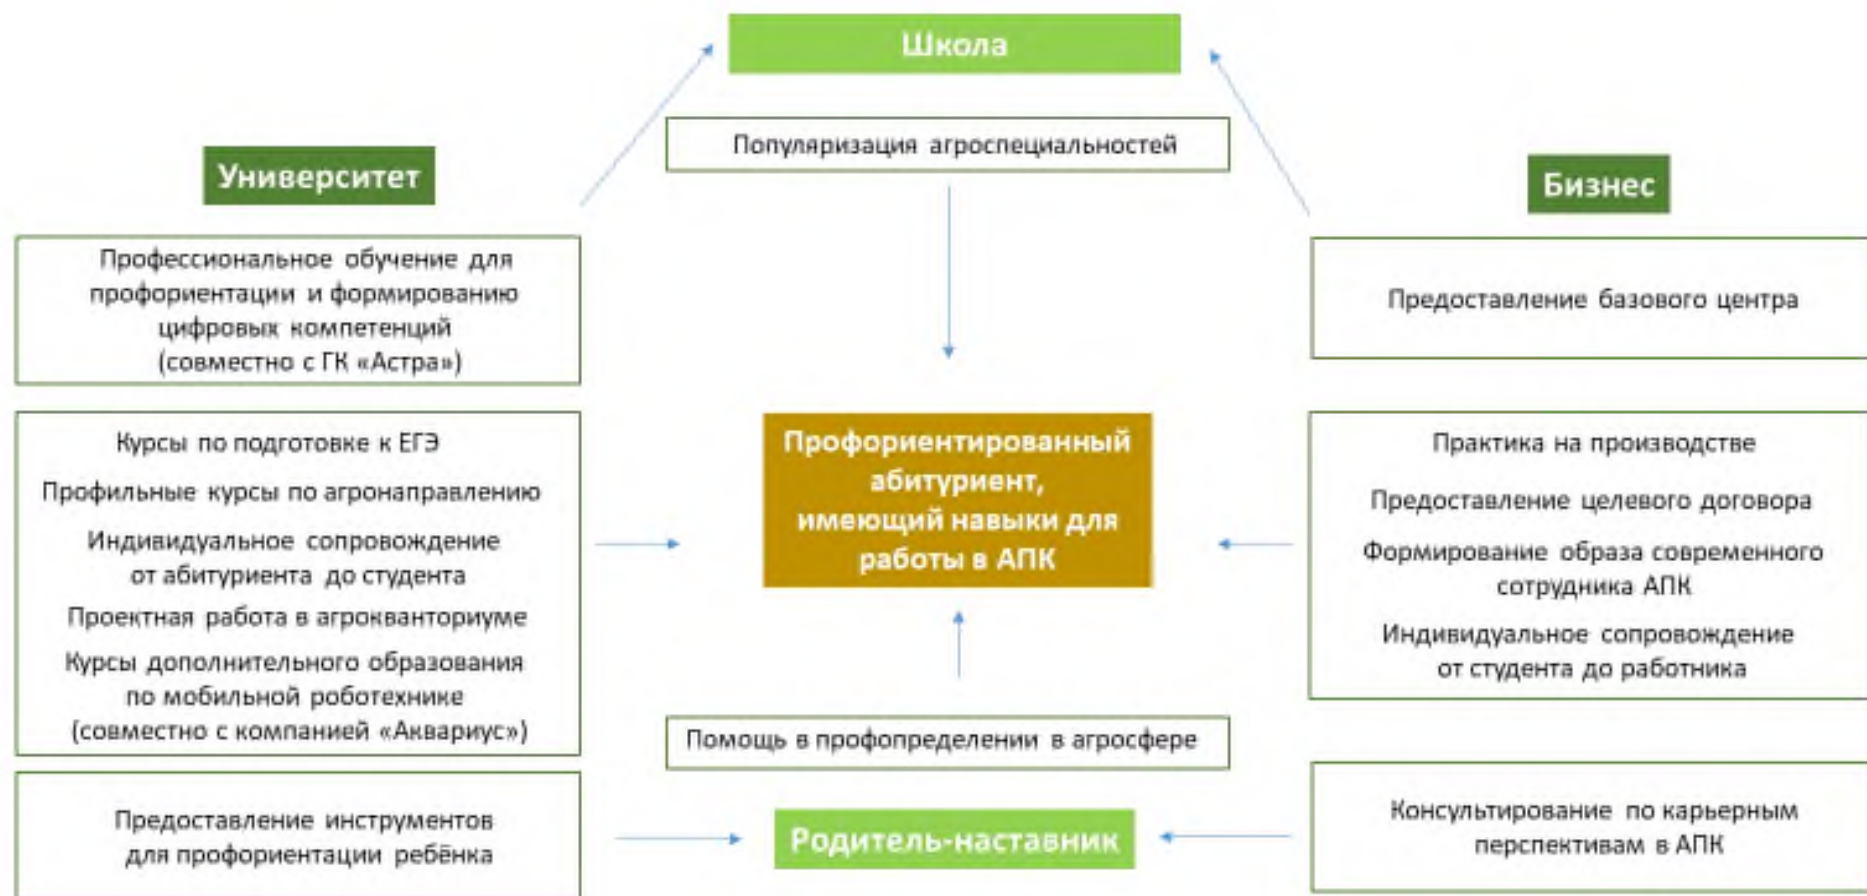 Школа
Популяризация агроспециальностей
Университет
Профессиональное обучение для
профориентации и формированию
цифровых компетенций
(совместно с ГК «Астра»)
Курсы по подготовке к ЕГЭ
Профильные курсы по агронаправлению
Индивидуальное сопровождение
от абитуриента до студента
Проектная работа в агрокванториуме
Курсы дополнительного образования
по мобильной роботехнике
(совместно с компанией «Аквариус»)
Предоставление инструментов
для профориентации ребёнка
Профориентированный
абитуриент,
имеющий навыки для
работы в АПК
Помощь в профопределении в агросфере
Родитель-наставник
Бизнес
Предоставление базового центра
Практика на производстве
Предоставление целевого договора
Формирование образа современного
сотрудника АПК
Индивидуальное сопровождение
от студента до работника
Консультирование по карьерным
перспективам в АПК